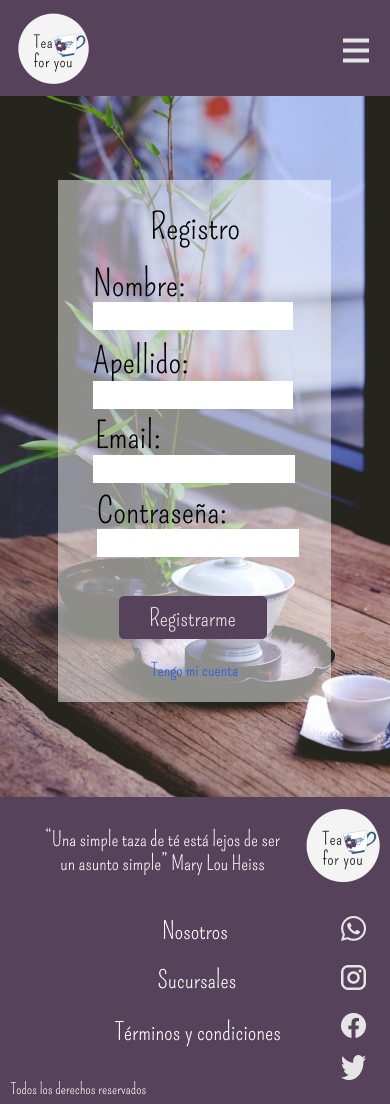 Tea
for you
Registro
Nombre:
Apellido:
Email:
Contraseña:
Registrarme
Tengo mi cuenta
“Una simple taza de té está lejos de ser
un asunto simple” Mary Lou Heiss
Tea
for you
Nosotros
Sucursales
Términos y condiciones
Todos los derechos reservados